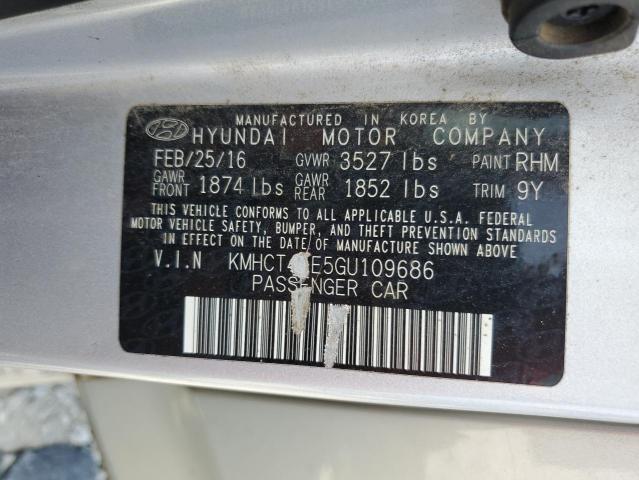 MANUFACTURED IN KOREA BY
HYUNDAI MOTOR COMPANY
FEB/25/16 GVWR 3527 lbs PAINT RHM
GAWR FRONT 1874 lbs GAWR REAR 1852 lbs TRIM 9Y
THIS VEHICLE CONFORMS TO ALL APPLICABLE U.S.A. FEDERAL
MOTOR VEHICLE SAFETY, BUMPER, AND THEFT PREVENTION STANDARDS
IN EFFECT ON THE DATE OF MANUFACTURE SHOWN ABOVE
V.I.N
PASSENGER CAR